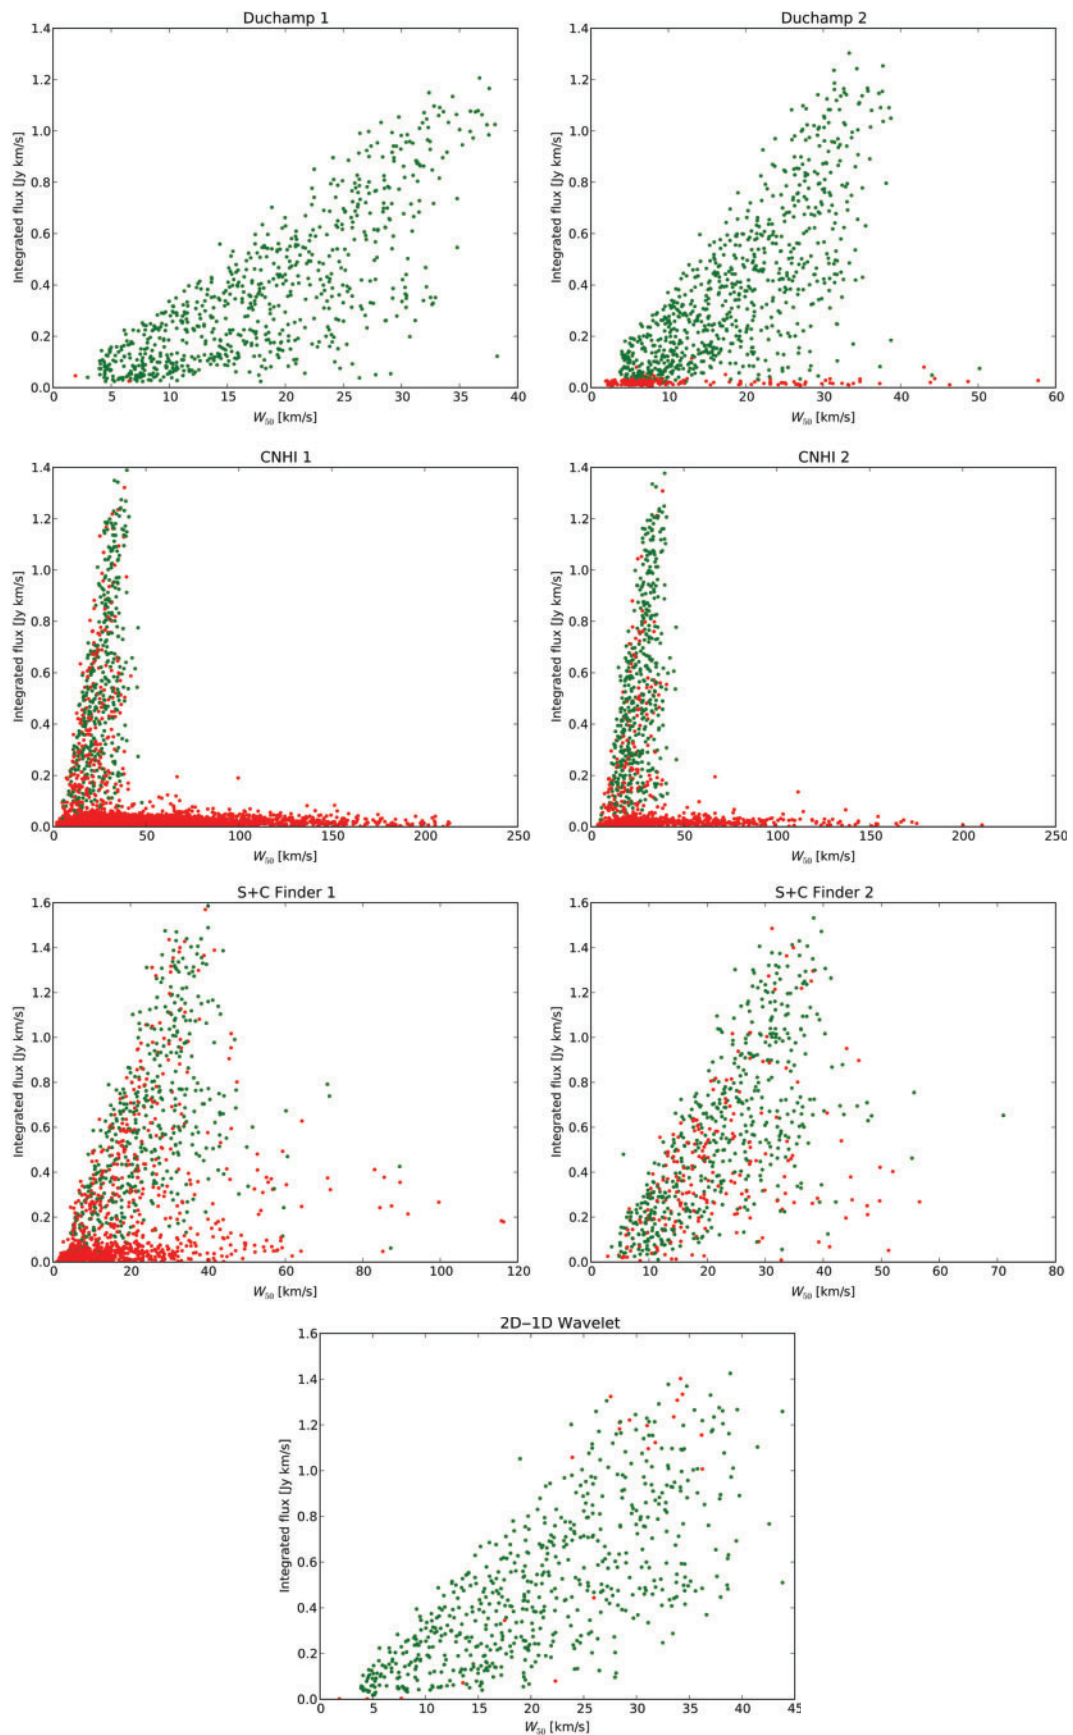 Duchamp 1
Duchamp 2
1.4
1.2
1.0
0.8
0.6
0.4
0.2
0.0
Integrated flux [Jy km/s]
0 5 10 15 20 25 30 35 40
W50 [km/s]
1.4
1.2
1.0
0.8
0.6
0.4
0.2
0.0
Integrated flux [Jy km/s]
0 10 20 30 40 50 60
W50 [km/s]
CNHI 1
CNHI 2
1.4
1.2
1.0
0.8
0.6
0.4
0.2
0.0
Integrated flux [Jy km/s]
0 50 100 150 200 250
W50 [km/s]
1.4
1.2
1.0
0.8
0.6
0.4
0.2
0.0
Integrated flux [Jy km/s]
0 50 100 150 200 250
W50 [km/s]
S+C Finder 1
S+C Finder 2
1.6
1.4
1.2
1.0
0.8
0.6
0.4
0.2
0.0
Integrated flux [Jy km/s]
0 20 40 60 80 100 120
W50 [km/s]
1.6
1.4
1.2
1.0
0.8
0.6
0.4
0.2
0.0
Integrated flux [Jy km/s]
0 10 20 30 40 50 60 70 80
W50 [km/s]
2D–1D Wavelet
1.6
1.4
1.2
1.0
0.8
0.6
0.4
0.2
0.0
Integrated flux [Jy km/s]
0 5 10 15 20 25 30 35 40 45
W50 [km/s]